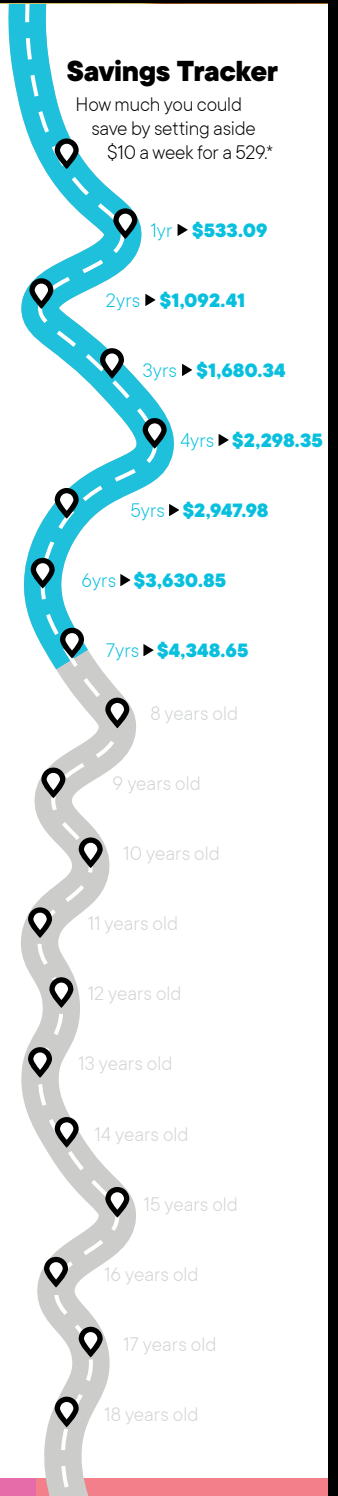 Savings Tracker
How much you could
save by setting aside
$10 a week for a 529.*
1yr ▶ $533.09
2yrs ▶ $1,092.41
3yrs ▶ $1,680.34
4yrs ▶ $2,298.35
5yrs ▶ $2,947.98
6yrs ▶ $3,630.85
7yrs ▶ $4,348.65
8 years old
9 years old
10 years old
11 years old
12 years old
13 years old
14 years old
15 years old
16 years old
17 years old
18 years old